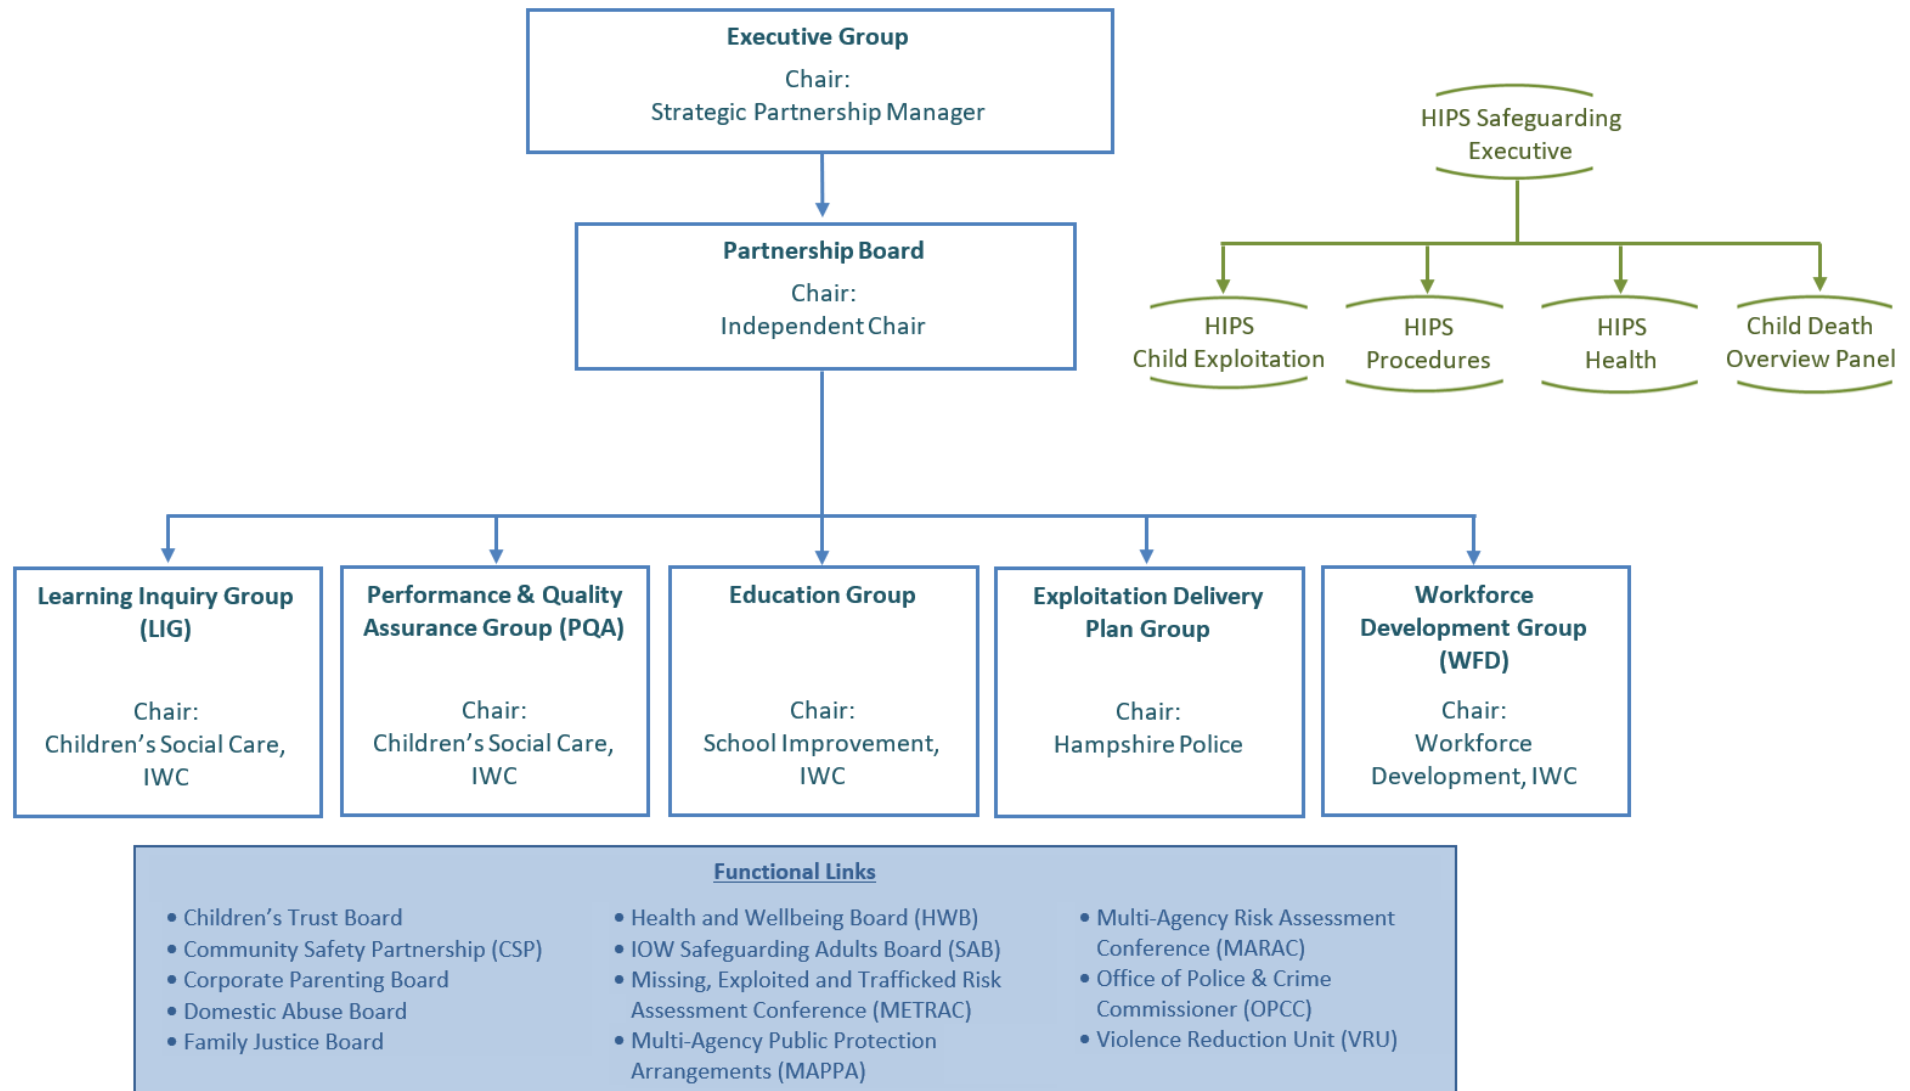 Executive Group
Chair:
Strategic Partnership Manager
HIPS Safeguarding
Executive
Partnership Board
Chair:
Independent Chair
HIPS
Child Exploitation
HIPS
Procedures
HIPS
Health
Child Death
Overview Panel
Learning Inquiry Group
(LIG)
Chair:
Children's Social Care,
IWC
Performance & Quality
Assurance Group (PQA)
Chair:
Children's Social Care,
IWC
Education Group
Chair:
School Improvement,
IWC
Exploitation Delivery
Plan Group
Chair:
Hampshire Police
Workforce
Development Group
(WFD)
Chair:
Workforce
Development, IWC
Functional Links
• Children's Trust Board
• Community Safety Partnership (CSP)
• Corporate Parenting Board
• Domestic Abuse Board
• Family Justice Board
• Health and Wellbeing Board (HWB)
• IOW Safeguarding Adults Board (SAB)
• Missing, Exploited and Trafficked Risk
Assessment Conference (METRAC)
• Multi-Agency Public Protection
Arrangements (MAPPA)
• Multi-Agency Risk Assessment
Conference (MARAC)
• Office of Police & Crime
Commissioner (OPCC)
• Violence Reduction Unit (VRU)